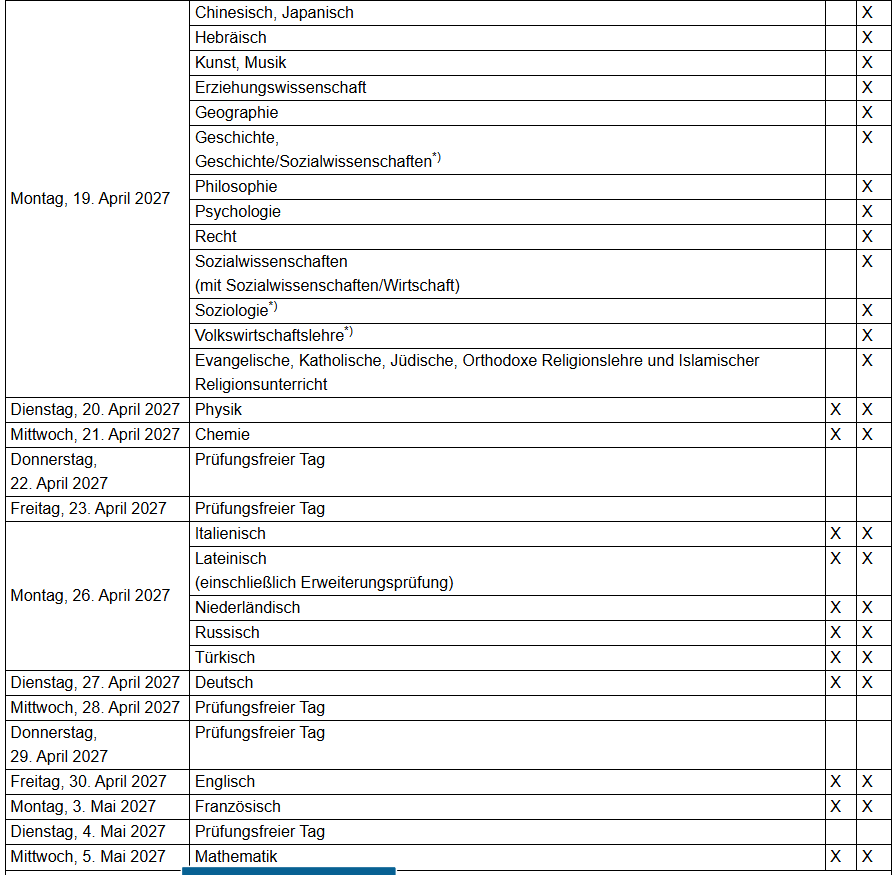 Chinesisch, Japanisch X
Hebräisch X
Kunst, Musik X
Erziehungswissenschaft X
Geographie X
Geschichte, X
Geschichte/Sozialwissenschaften*)
Montag, 19. April 2027
Philosophie X
Psychologie X
Recht X
Sozialwissenschaften X
(mit Sozialwissenschaften/Wirtschaft)
Soziologie*) X
Volkswirtschaftslehre*) X
Evangelische, Katholische, Jüdische, Orthodoxe Religionslehre und Islamischer X
Religionsunterricht
Dienstag, 20. April 2027 Physik X X
Mittwoch, 21. April 2027 Chemie X X
Donnerstag, Prüfungsfreier Tag
22. April 2027
Freitag, 23. April 2027 Prüfungsfreier Tag
Montag, 26. April 2027
Italienisch X X
Lateinisch X X
(einschließlich Erweiterungsprüfung)
Niederländisch X X
Russisch X X
Türkisch X X
Dienstag, 27. April 2027 Deutsch X X
Mittwoch, 28. April 2027 Prüfungsfreier Tag
Donnerstag, Prüfungsfreier Tag
29. April 2027
Freitag, 30. April 2027 Englisch X X
Montag, 3. Mai 2027 Französisch X X
Dienstag, 4. Mai 2027 Prüfungsfreier Tag
Mittwoch, 5. Mai 2027 Mathematik X X